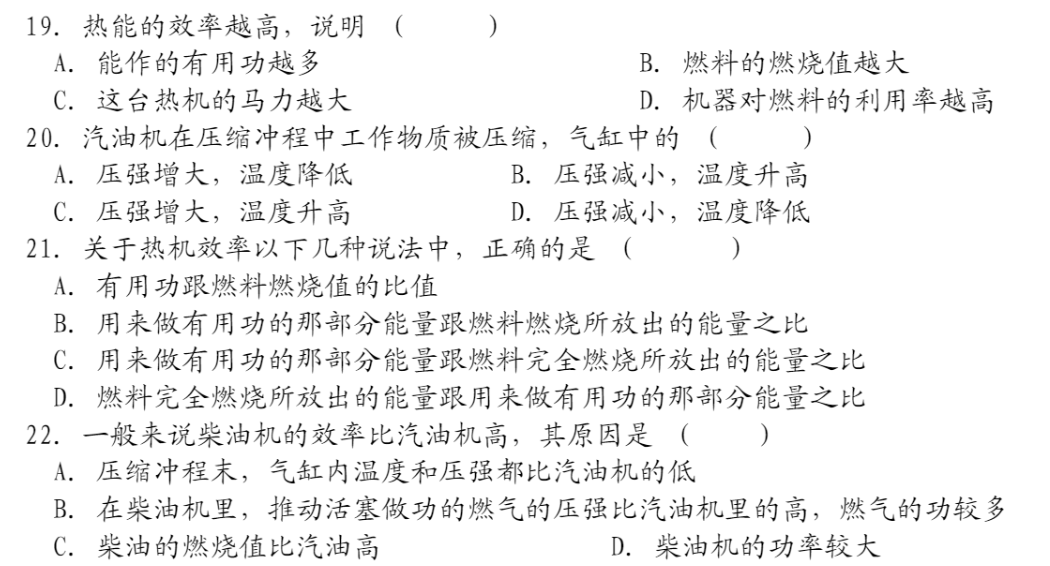 19. 热能的效率越高，说明 （　　）
A. 能作的有用功越多　　B. 燃料的燃烧值越大
C. 这台热机的马力越大　　D. 机器对燃料的利用率越高
20. 汽油机在压缩冲程中工作物质被压缩，气缸中的 （　　）
A. 压强增大，温度降低　　B. 压强减小，温度升高
C. 压强增大，温度升高　　D. 压强减小，温度降低
21. 关于热机效率以下几种说法中，正确的是 （　　）
A. 有用功跟燃料燃烧值的比值
B. 用来做有用功的那部分能量跟燃料燃烧所放出的能量之比
C. 用来做有用功的那部分能量跟燃料完全燃烧所放出的能量之比
D. 燃料完全燃烧所放出的能量跟用来做有用功的那部分能量之比
22. 一般来说柴油机的效率比汽油机高，其原因是 （　　）
A. 压缩冲程末，气缸内温度和压强都比汽油机的低
B. 在柴油机里，推动活塞做功的燃气的压强比汽油机里的高，燃气的功较多
C. 柴油的燃烧值比汽油高　　D. 柴油机的功率较大